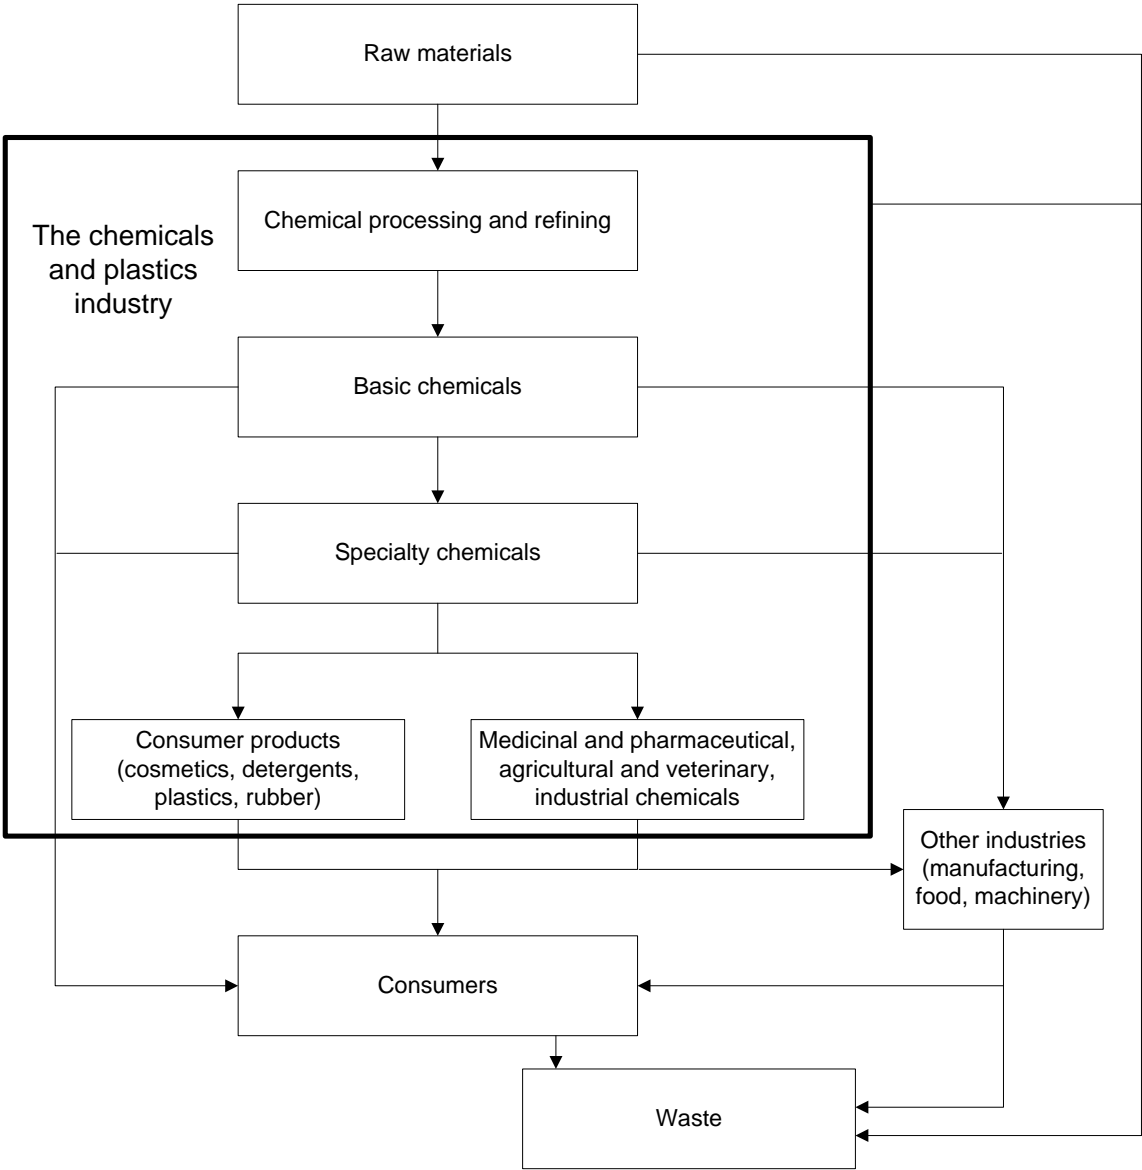 Raw materials
Chemical processing and refining
The chemicals
and plastics
industry
Basic chemicals
Specialty chemicals
Consumer products
(cosmetics, detergents,
plastics, rubber)
Medicinal and pharmaceutical,
agricultural and veterinary,
industrial chemicals
Other industries
(manufacturing,
food, machinery)
Consumers
Waste